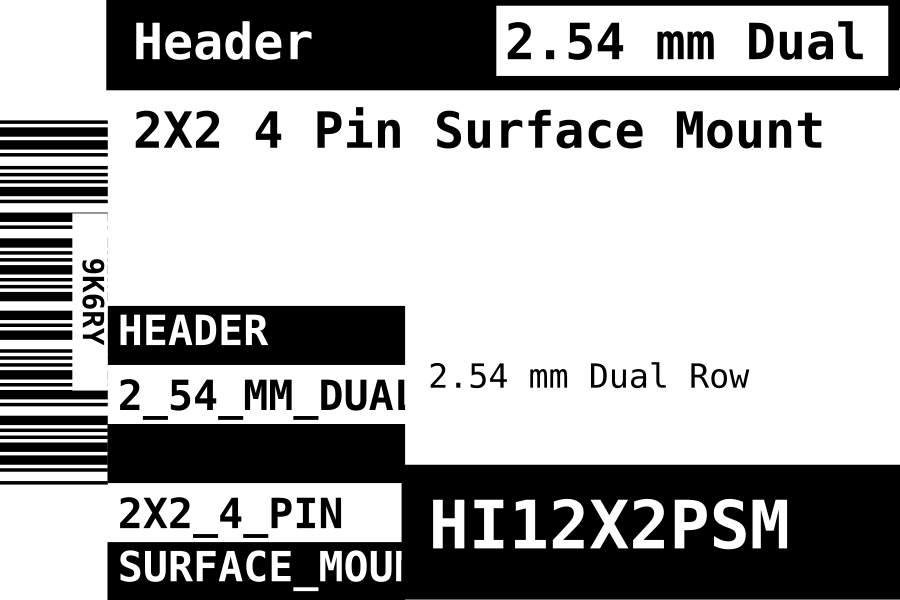 Header
2.54 mm Dual
2X2 4 Pin Surface Mount
9K6RY
HEADER
2_54_MM_DUAL
2.54 mm Dual Row
2X2_4_PIN
SURFACE_MOUN
HI12X2PSM